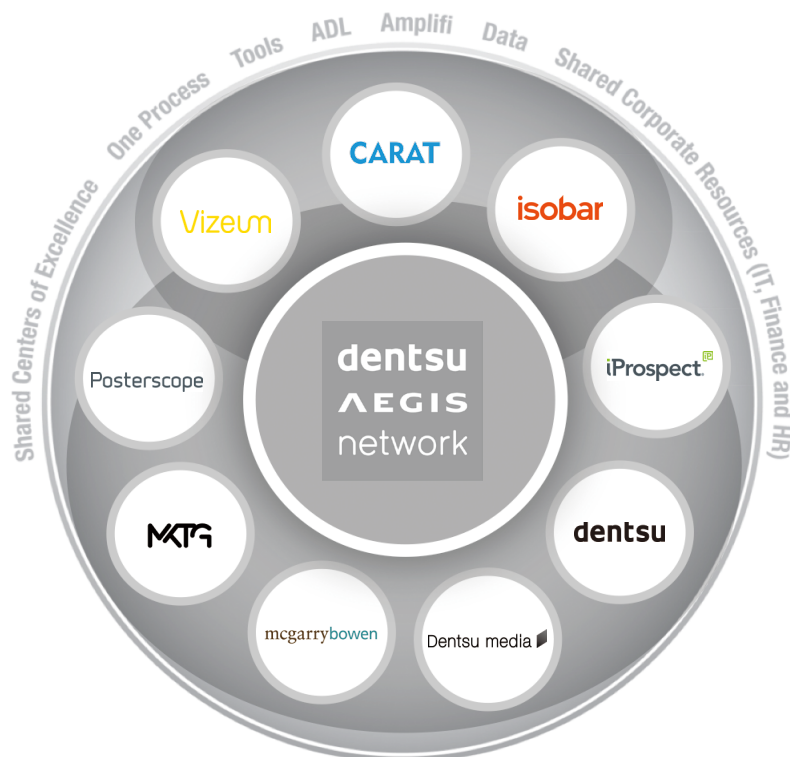 Shared Centers of Excellence One Process Tools ADL Amplifi Data Shared Corporate Resources (IT, Finance and HR)
CARAT
isobar
iProspect.
iP
dentsu
Dentsu media
mcgarrybowen
MKTG
Posterscope
Vizeum
dentsu
AEGIS
network